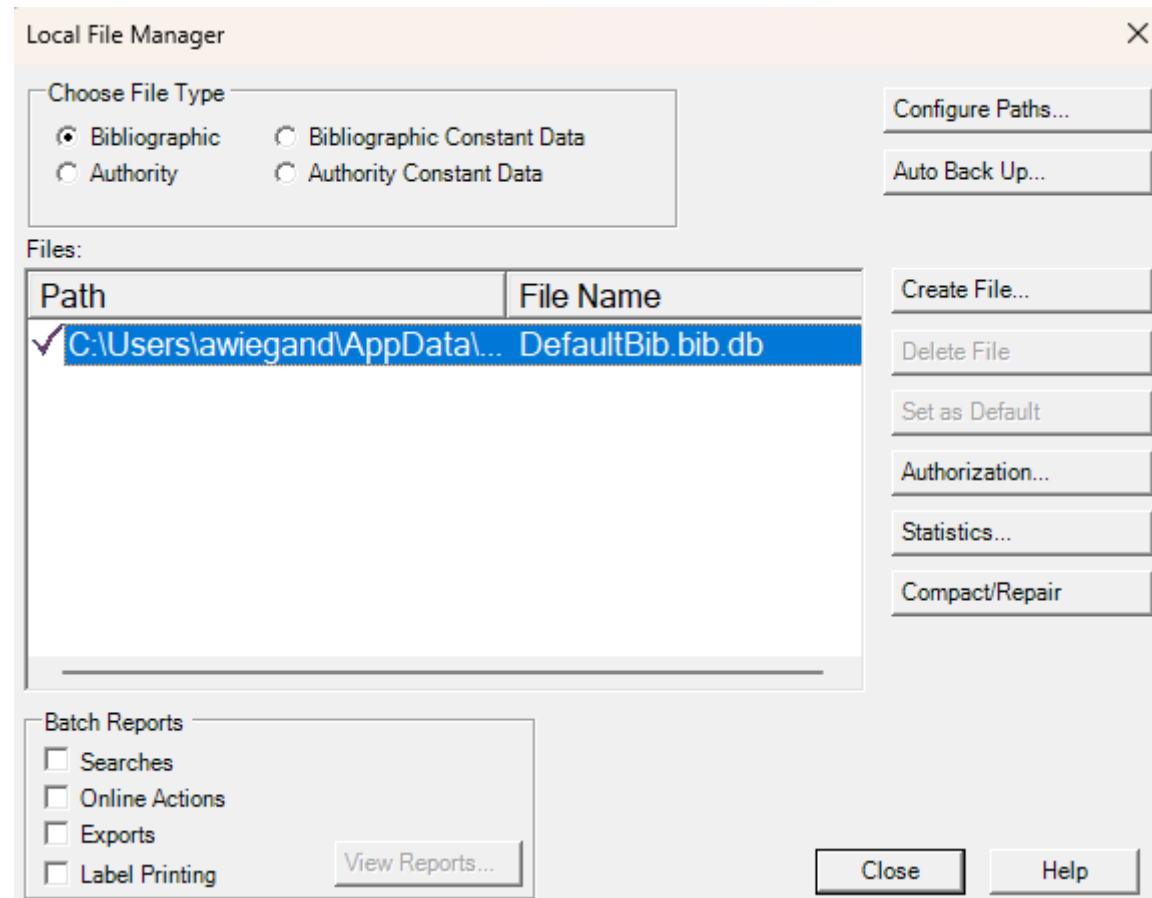 Local File Manager
Choose File Type
Bibliographic
Bibliographic Constant Data
Authority
Authority Constant Data
Configure Paths...
Auto Back Up...
Files:
Path
File Name
C:\Users\awiegand\AppData\...
DefaultBib.bib.db
Create File...
Delete File
Set as Default
Authorization...
Statistics...
Compact/Repair
Batch Reports
Searches
Online Actions
Exports
Label Printing
View Reports...
Close
Help